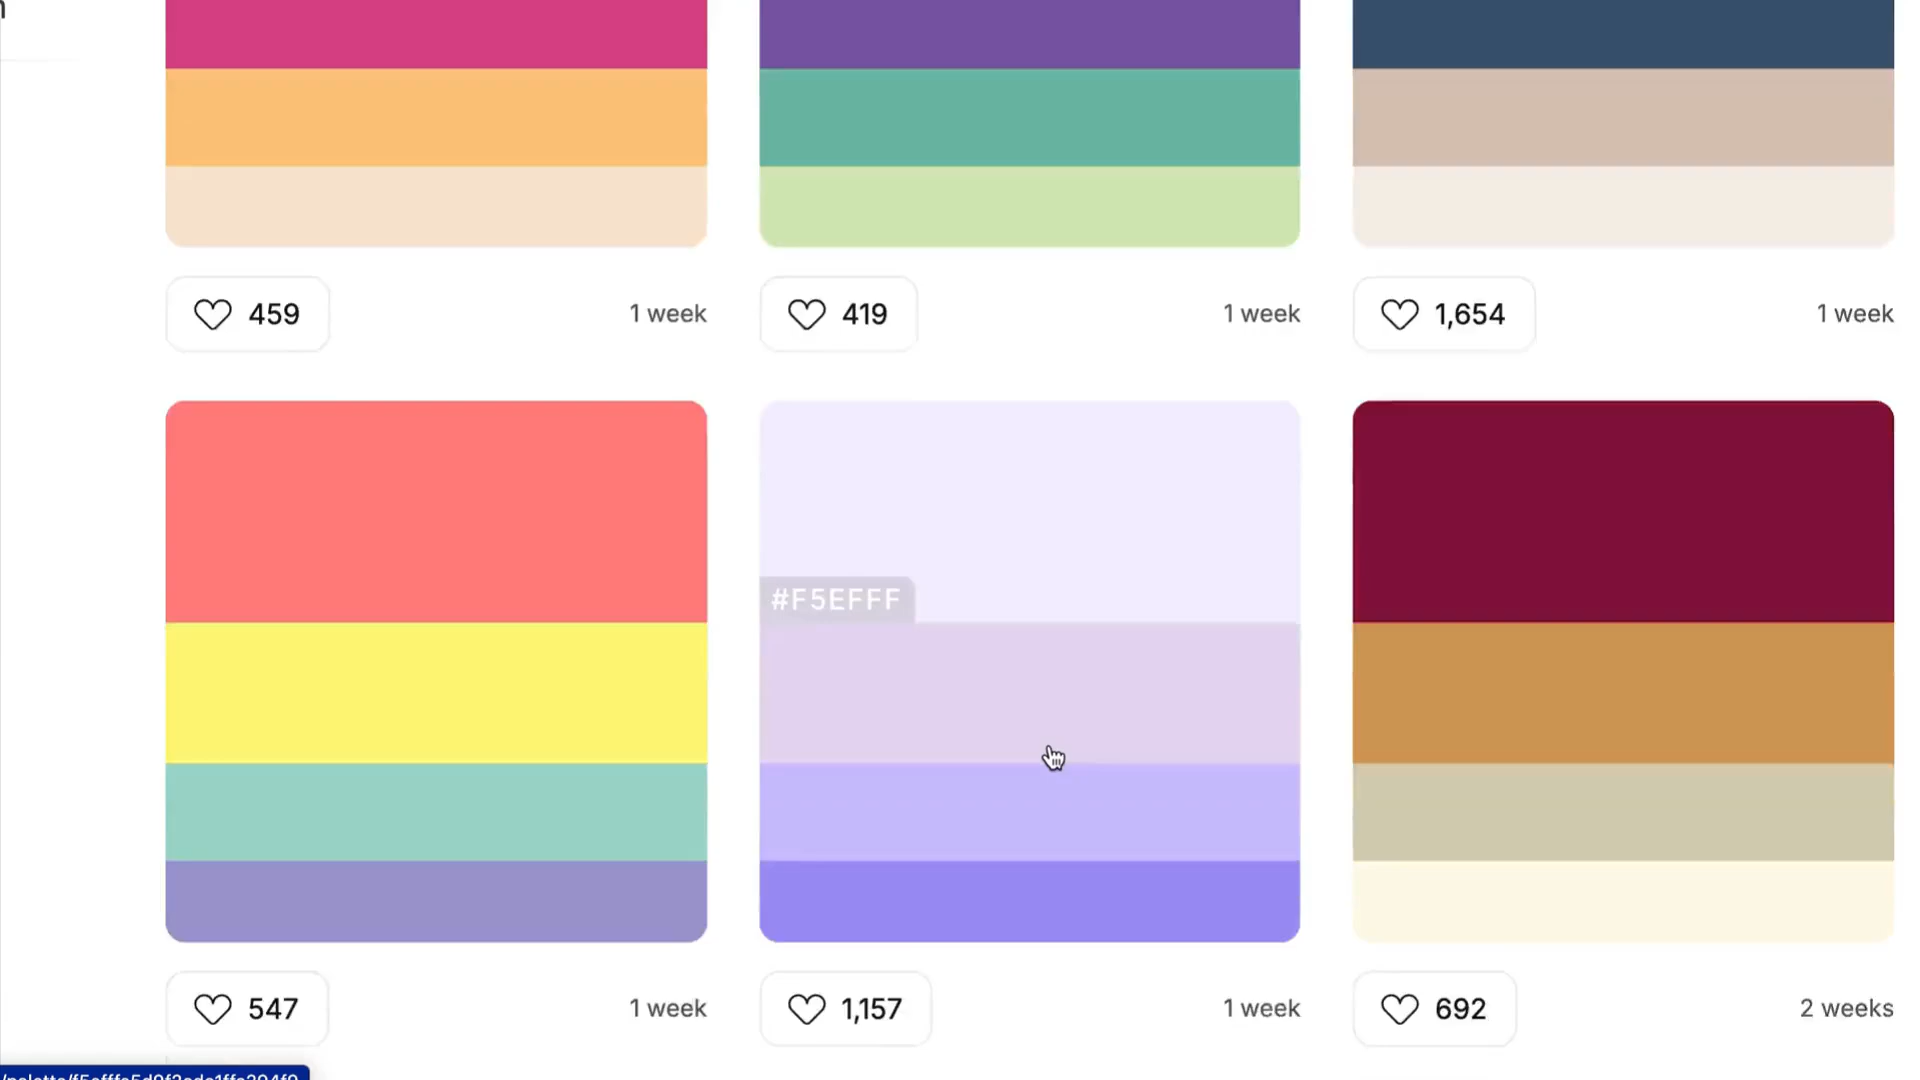 459
1 week
419
1 week
1,654
1 week
#F5EFFF
547
1 week
1,157
1 week
692
2 weeks